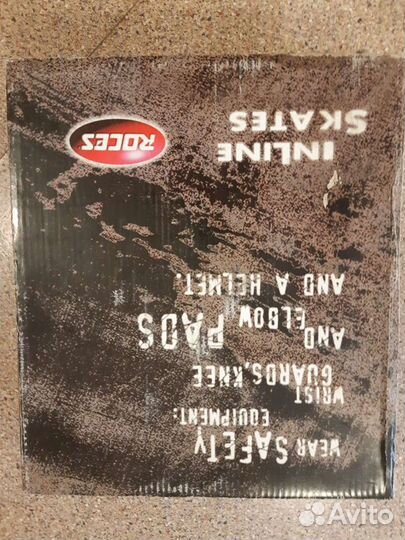 WEAR SAFETY
EQUIPMENT:
WRIST
GUARDS, KNEE
AND
ELBOW PADS
AND A HELMET.
INLINE
SKATES
ROCES
Avito